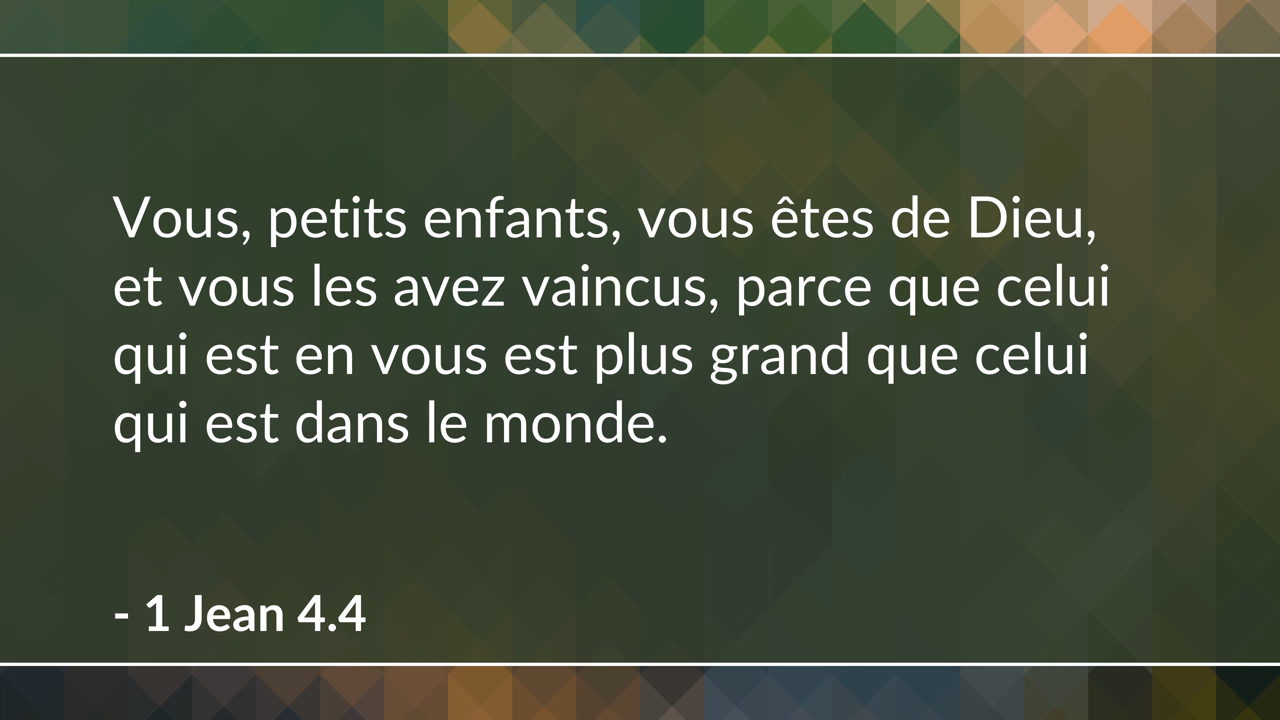 Vous, petits enfants, vous êtes de Dieu,
et vous les avez vaincus, parce que celui
qui est en vous est plus grand que celui
qui est dans le monde.
- 1 Jean 4.4